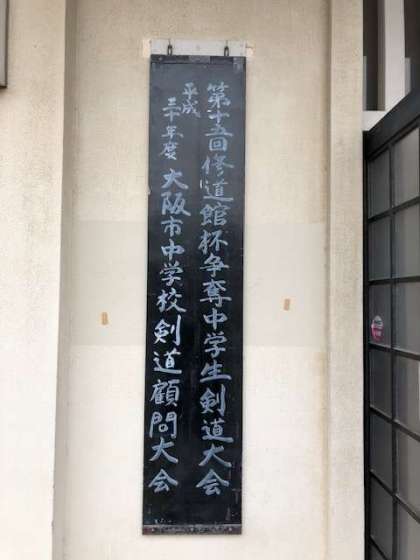 第十五回修道館杯争奪中学生剣道大会
平成三十年度 大阪市中学校剣道顧問大会